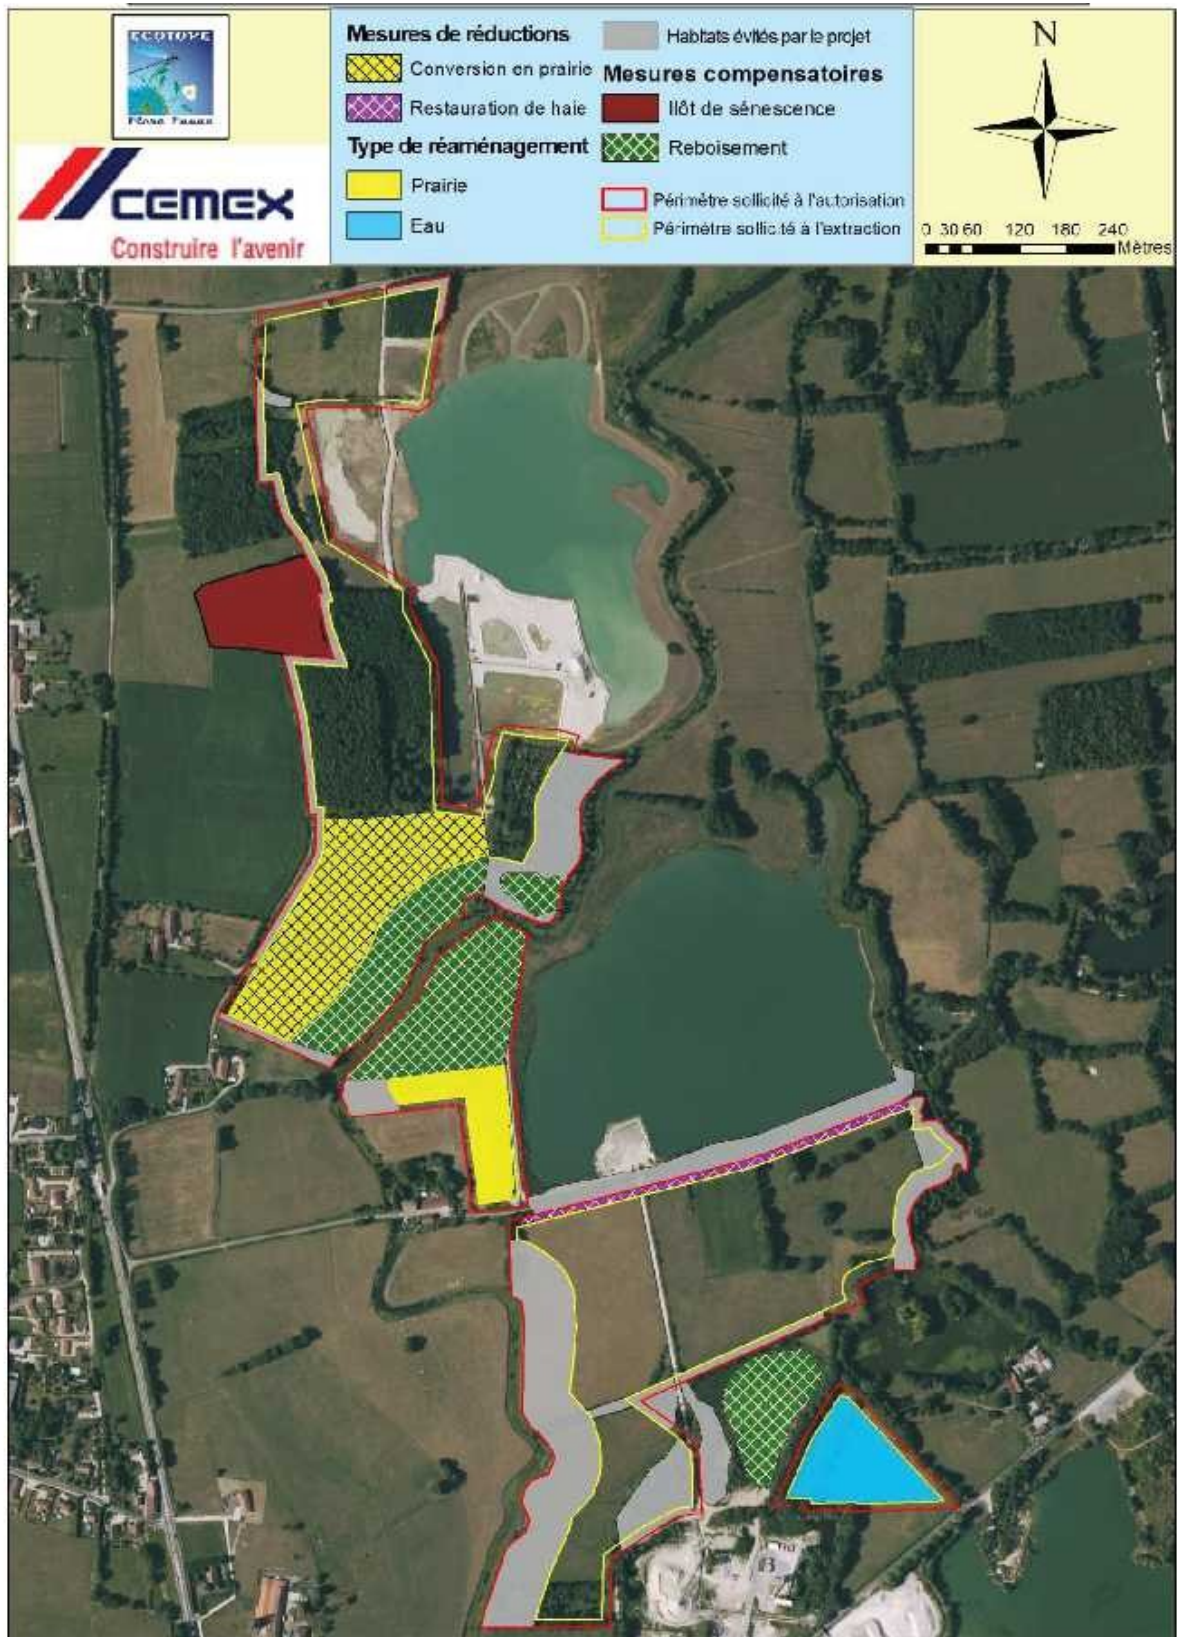 ECOTOPE
Flore Faune
CEMEX
Construire l'avenir
Mesures de réductions
Conversion en prairie
Restauration de haie
Type de réaménagement
Prairie
Eau
Habitats évités par le projet
Mesures compensatoires
Ilôt de sénescence
Reboisement
Périmètre sollicité à l'autorisation
Périmètre sollicité à l'extraction
N
0 30 60 120 180 240
Mètres